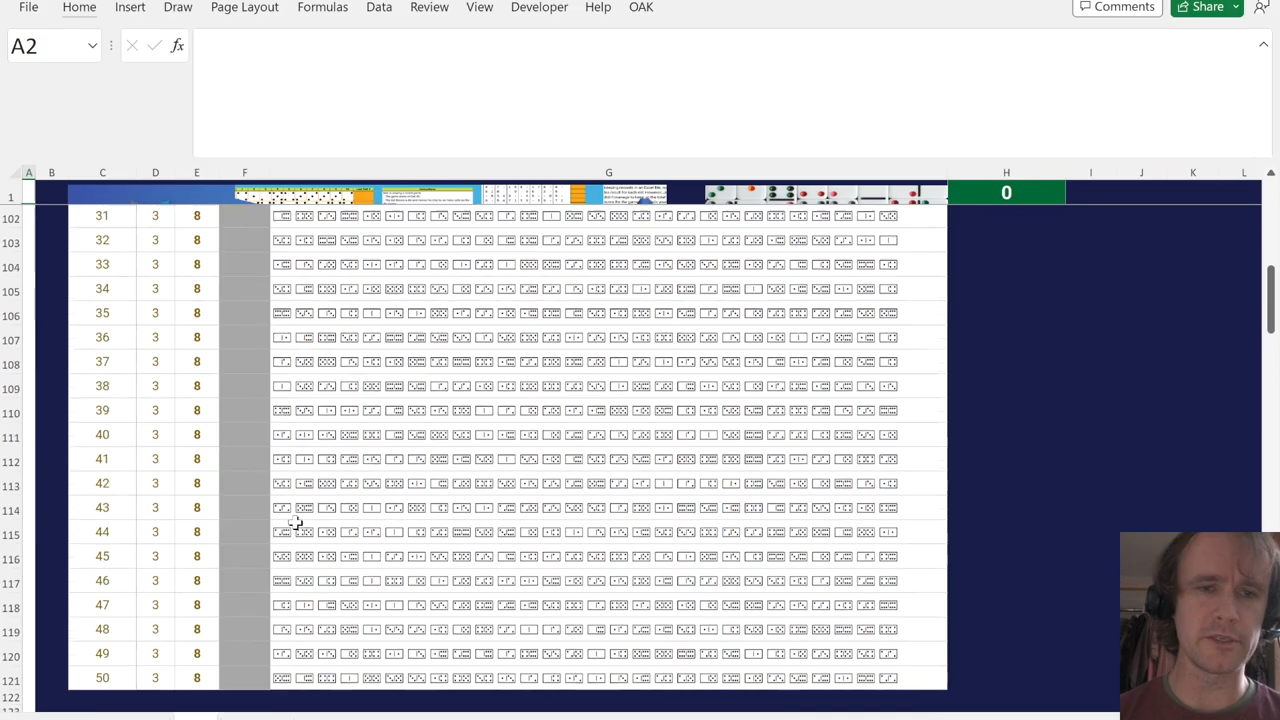 File Home Insert Draw Page Layout Formulas Data Review View Developer Help OAK Comments Share
A2 fx
A B C D E F G H I J K L
1 0
102 31 3 8
103 32 3 8
104 33 3 8
105 34 3 8
106 35 3 8
107 36 3 8
108 37 3 8
109 38 3 8
110 39 3 8
111 40 3 8
112 41 3 8
113 42 3 8
114 43 3 8
115 44 3 8
116 45 3 8
117 46 3 8
118 47 3 8
119 48 3 8
120 49 3 8
121 50 3 8
122